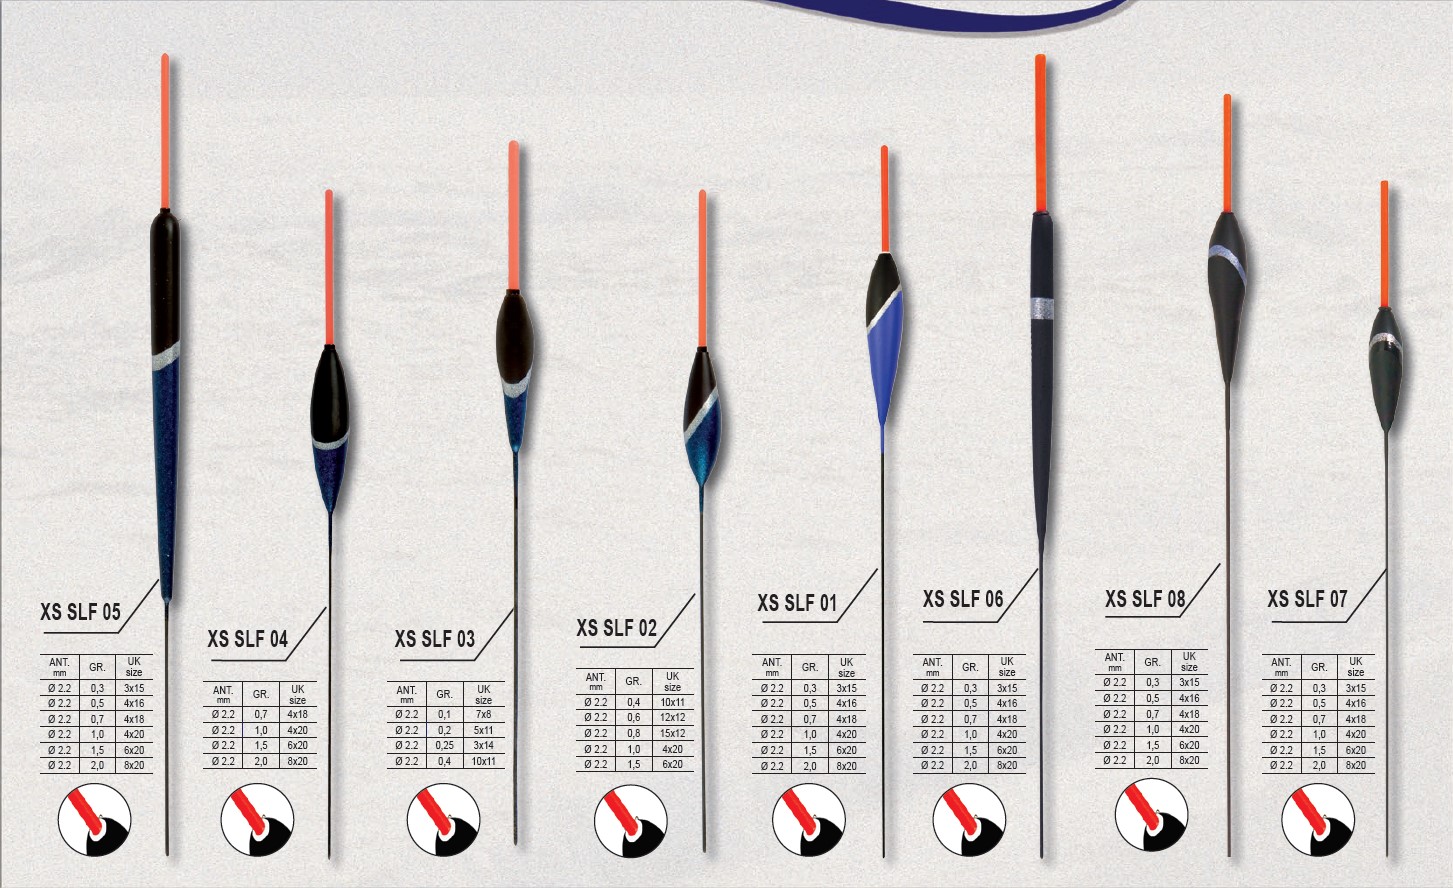 XS SLF 05
ANT. mm GR. UK size
Ø 2.2 0,3 3x15
Ø 2.2 0,5 4x16
Ø 2.2 0,7 4x18
Ø 2.2 1,0 4x20
Ø 2.2 1,5 6x20
Ø 2.2 2,0 8x20
XS SLF 04
ANT. mm GR. UK size
Ø 2.2 0,7 4x18
Ø 2.2 1,0 4x20
Ø 2.2 1,5 6x20
Ø 2.2 2,0 8x20
XS SLF 03
ANT. mm GR. UK size
Ø 2.2 0,1 7x8
Ø 2.2 0,2 5x11
Ø 2.2 0,25 3x14
Ø 2.2 0,4 10x11
XS SLF 02
ANT. mm GR. UK size
Ø 2.2 0,4 10x11
Ø 2.2 0,6 12x12
Ø 2.2 0,8 15x12
Ø 2.2 1,0 4x20
Ø 2.2 1,5 6x20
XS SLF 01
ANT. mm GR. UK size
Ø 2.2 0,3 3x15
Ø 2.2 0,5 4x16
Ø 2.2 0,7 4x18
Ø 2.2 1,0 4x20
Ø 2.2 1,5 6x20
Ø 2.2 2,0 8x20
XS SLF 06
ANT. mm GR. UK size
Ø 2.2 0,3 3x15
Ø 2.2 0,5 4x16
Ø 2.2 0,7 4x18
Ø 2.2 1,0 4x20
Ø 2.2 1,5 6x20
Ø 2.2 2,0 8x20
XS SLF 08
ANT. mm GR. UK size
Ø 2.2 0,3 3x15
Ø 2.2 0,5 4x16
Ø 2.2 0,7 4x18
Ø 2.2 1,0 4x20
Ø 2.2 1,5 6x20
Ø 2.2 2,0 8x20
XS SLF 07
ANT. mm GR. UK size
Ø 2.2 0,3 3x15
Ø 2.2 0,5 4x16
Ø 2.2 0,7 4x18
Ø 2.2 1,0 4x20
Ø 2.2 1,5 6x20
Ø 2.2 2,0 8x20